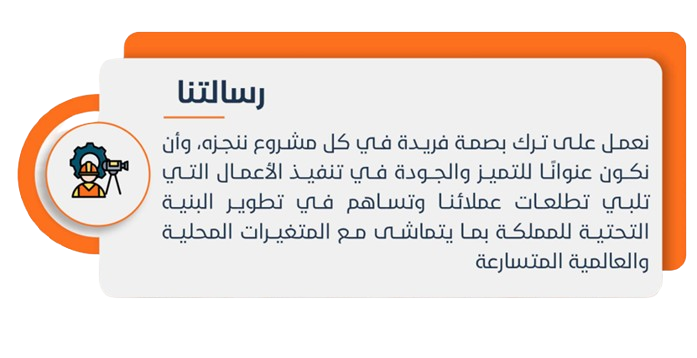 رسالتنا
نعمل على ترك بصمة فريدة في كل مشروع ننجزه، وأن
نكون عنوانًا للتميز والجودة في تنفيذ الأعمال التي
تلبي تطلعات عملائنا وتساهم في تطوير البنية
التحتية للمملكة بما يتماشى مع المتغيرات المحلية
والعالمية المتسارعة